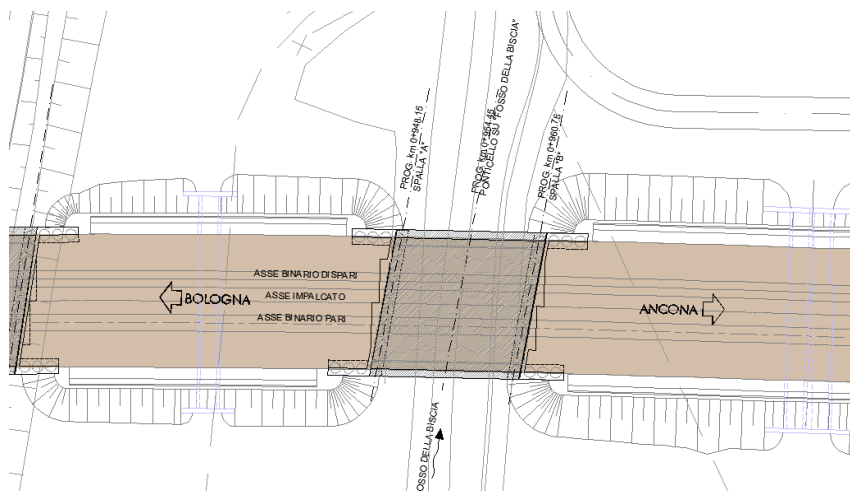 PROG. km 0+948.15
SPALLA "A"
PROG. km 0+954.45
PONTICELLO SU "FOSSO DELLA BISCIA"
PROG. km 0+960.75
SPALLA "B"
ASSE BINARIO DISPARI
BOLOGNA
ASSE IMPALCATO
ASSE BINARIO PARI
ANCONA
FOSSO DELLA BISCIA